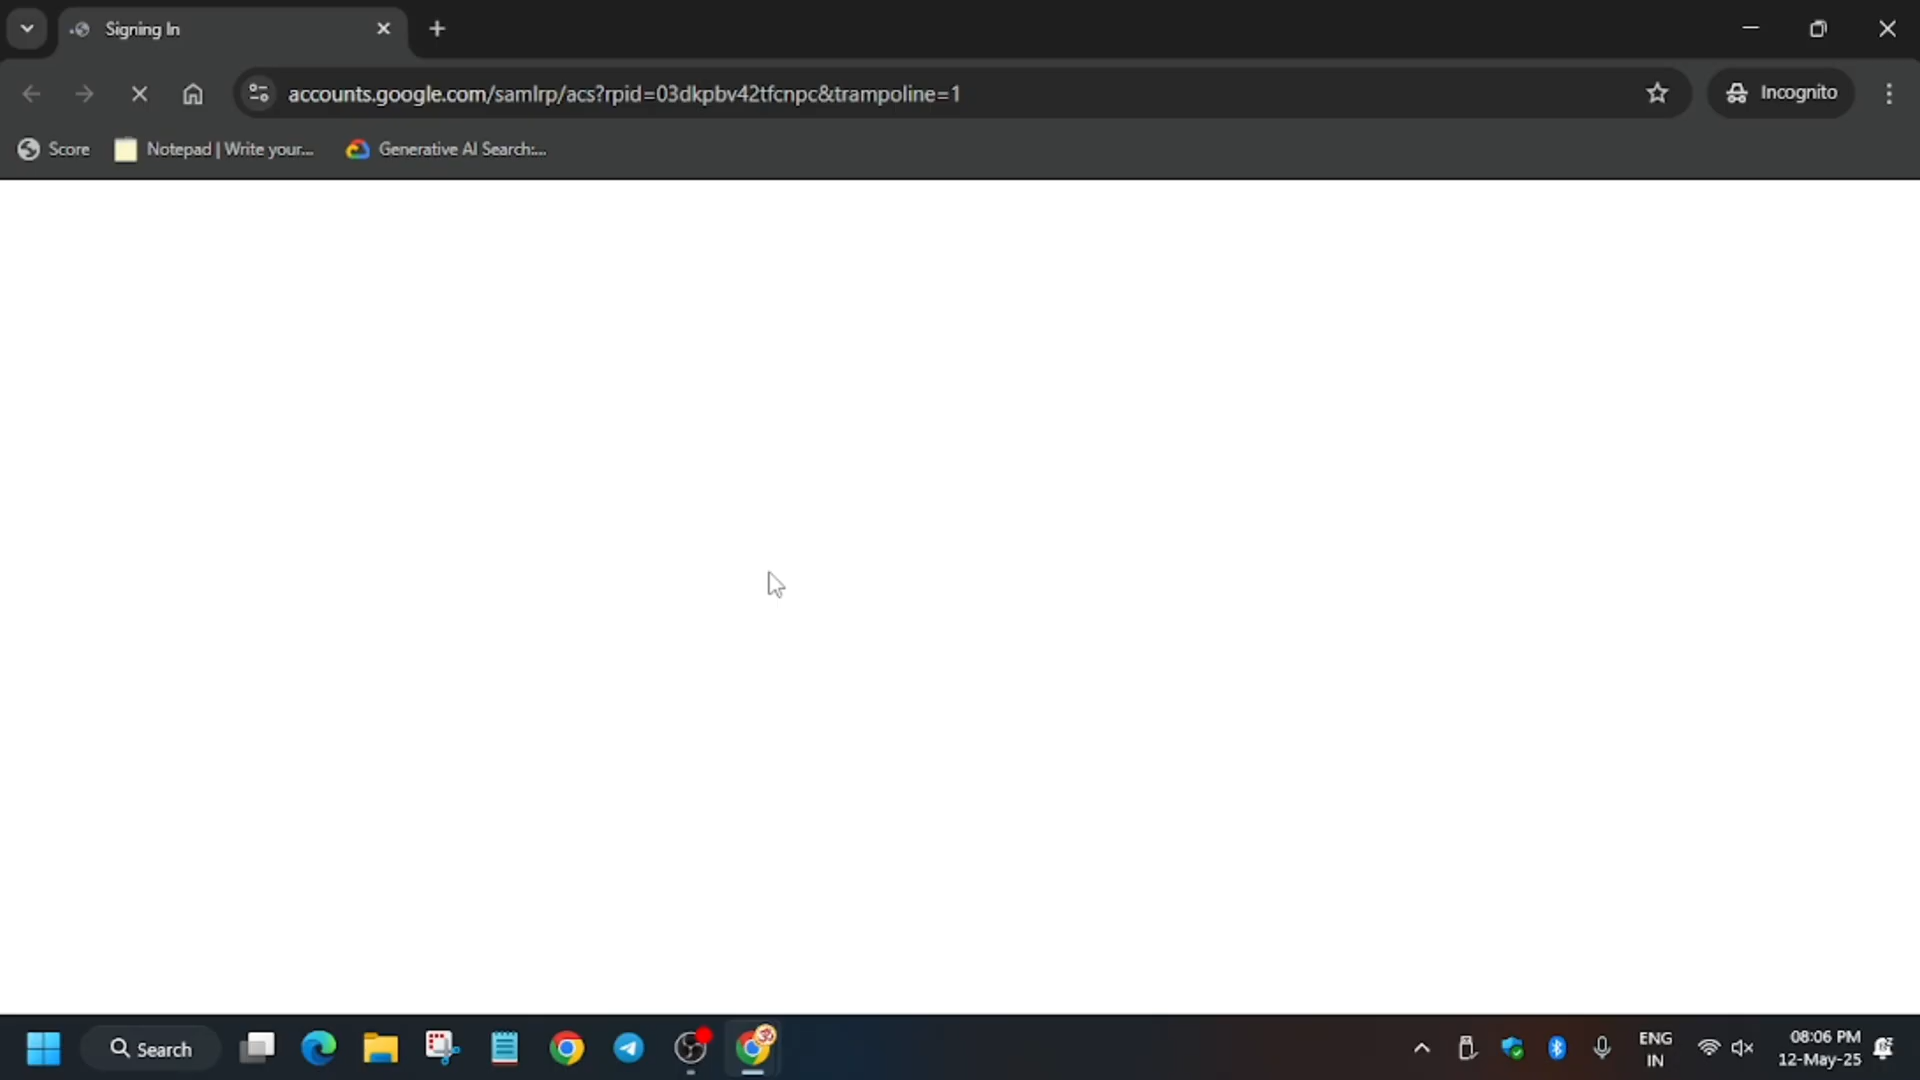 Signing In
accounts.google.com/samlrp/acs?rpid=03dkpbv42tfcnpc&trampoline=1
Incognito
Score
Notepad | Write your...
Generative AI Search:...
Search
ENG
IN
08:06 PM
12-May-25